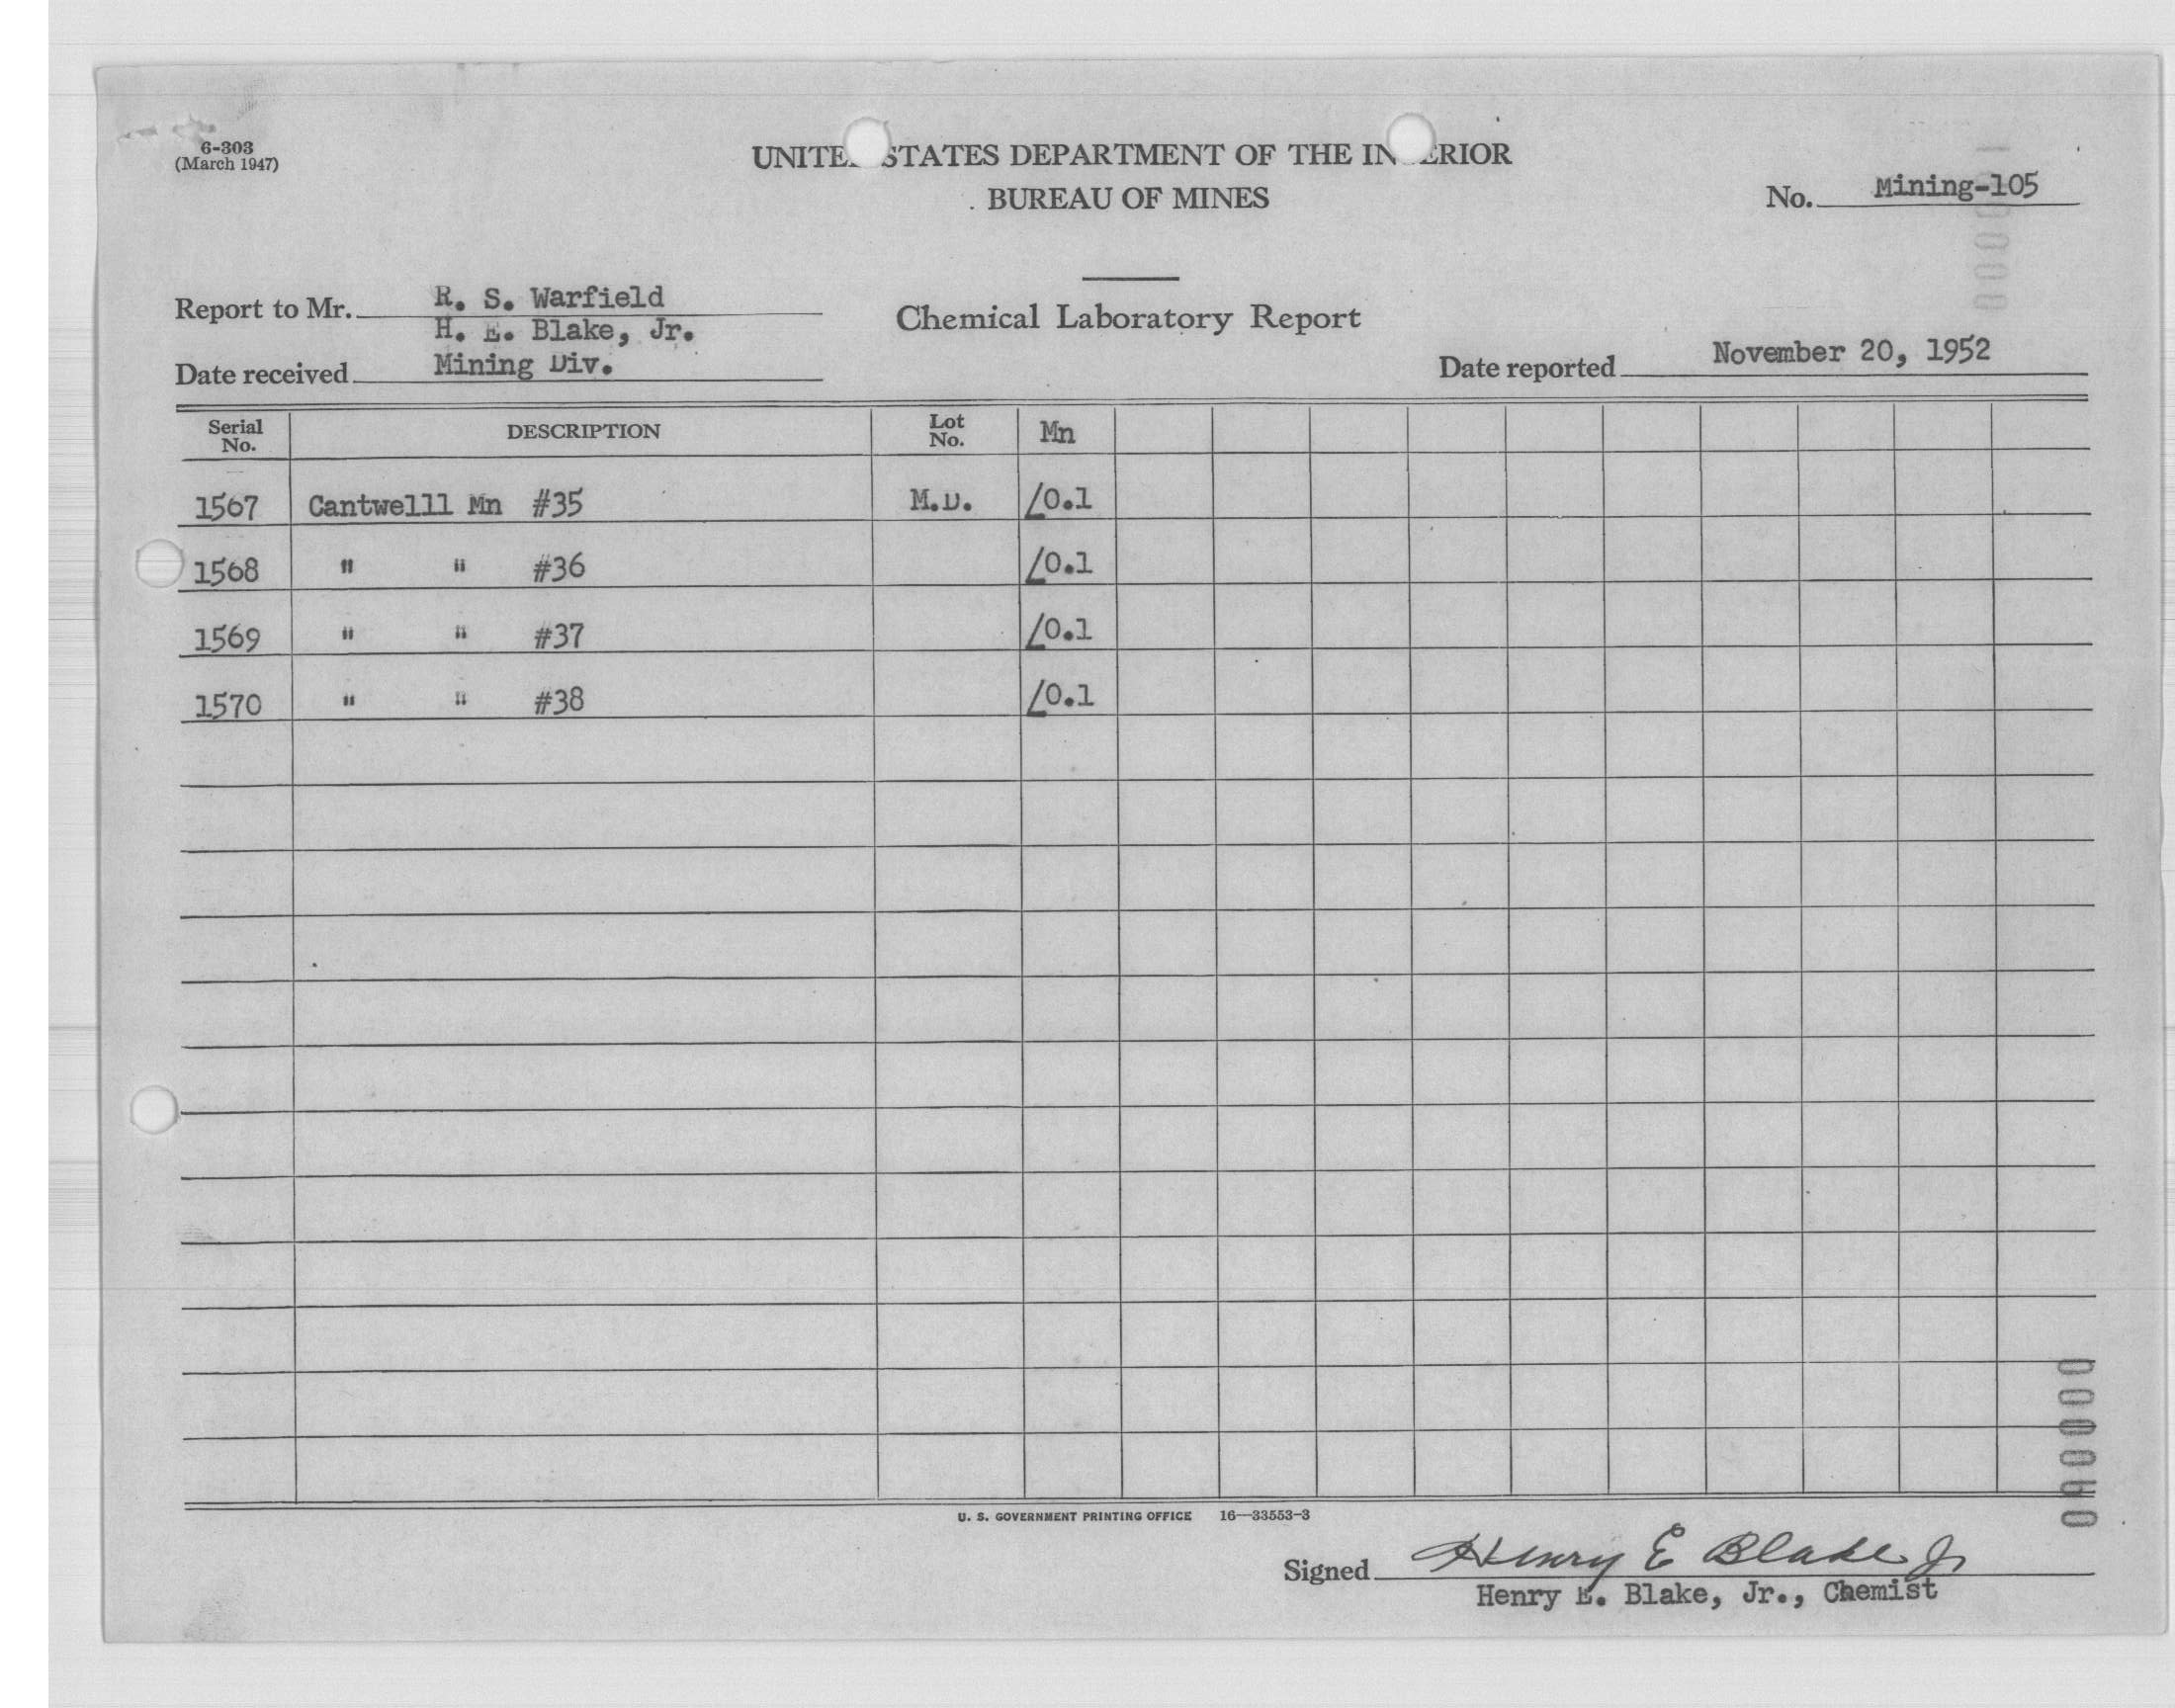 6-303
(March 1947)
UNITE STATES DEPARTMENT OF THE IN ERIOR
BUREAU OF MINES
No. Mining-105
Report to Mr. R. S. Warfield
H. E. Blake, Jr.
Chemical Laboratory Report
Date received Mining Div.
Date reported November 20, 1952
Serial No. DESCRIPTION Lot No. Mn
1567 Cantwelll Mn #35 M.D. /0.1
1568 " " #36 /0.1
1569 " " #37 /0.1
1570 " " #38 /0.1
U. S. GOVERNMENT PRINTING OFFICE 16—33553-3
Signed Henry E Blake Jr
Henry E. Blake, Jr., Chemist